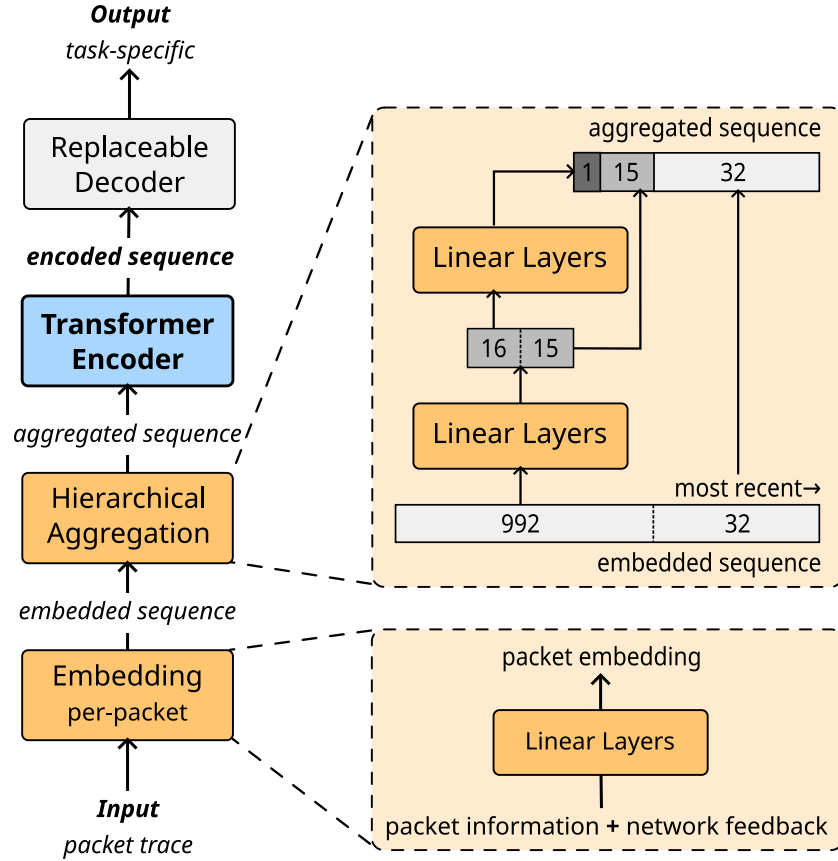 Output
task-specific
Replaceable
Decoder
encoded sequence
Transformer
Encoder
aggregated sequence
Hierarchical
Aggregation
embedded sequence
Embedding
per-packet
Input
packet trace
aggregated sequence
1 15 32
Linear Layers
16 15
Linear Layers
most recent→
992 32
embedded sequence
packet embedding
Linear Layers
packet information + network feedback